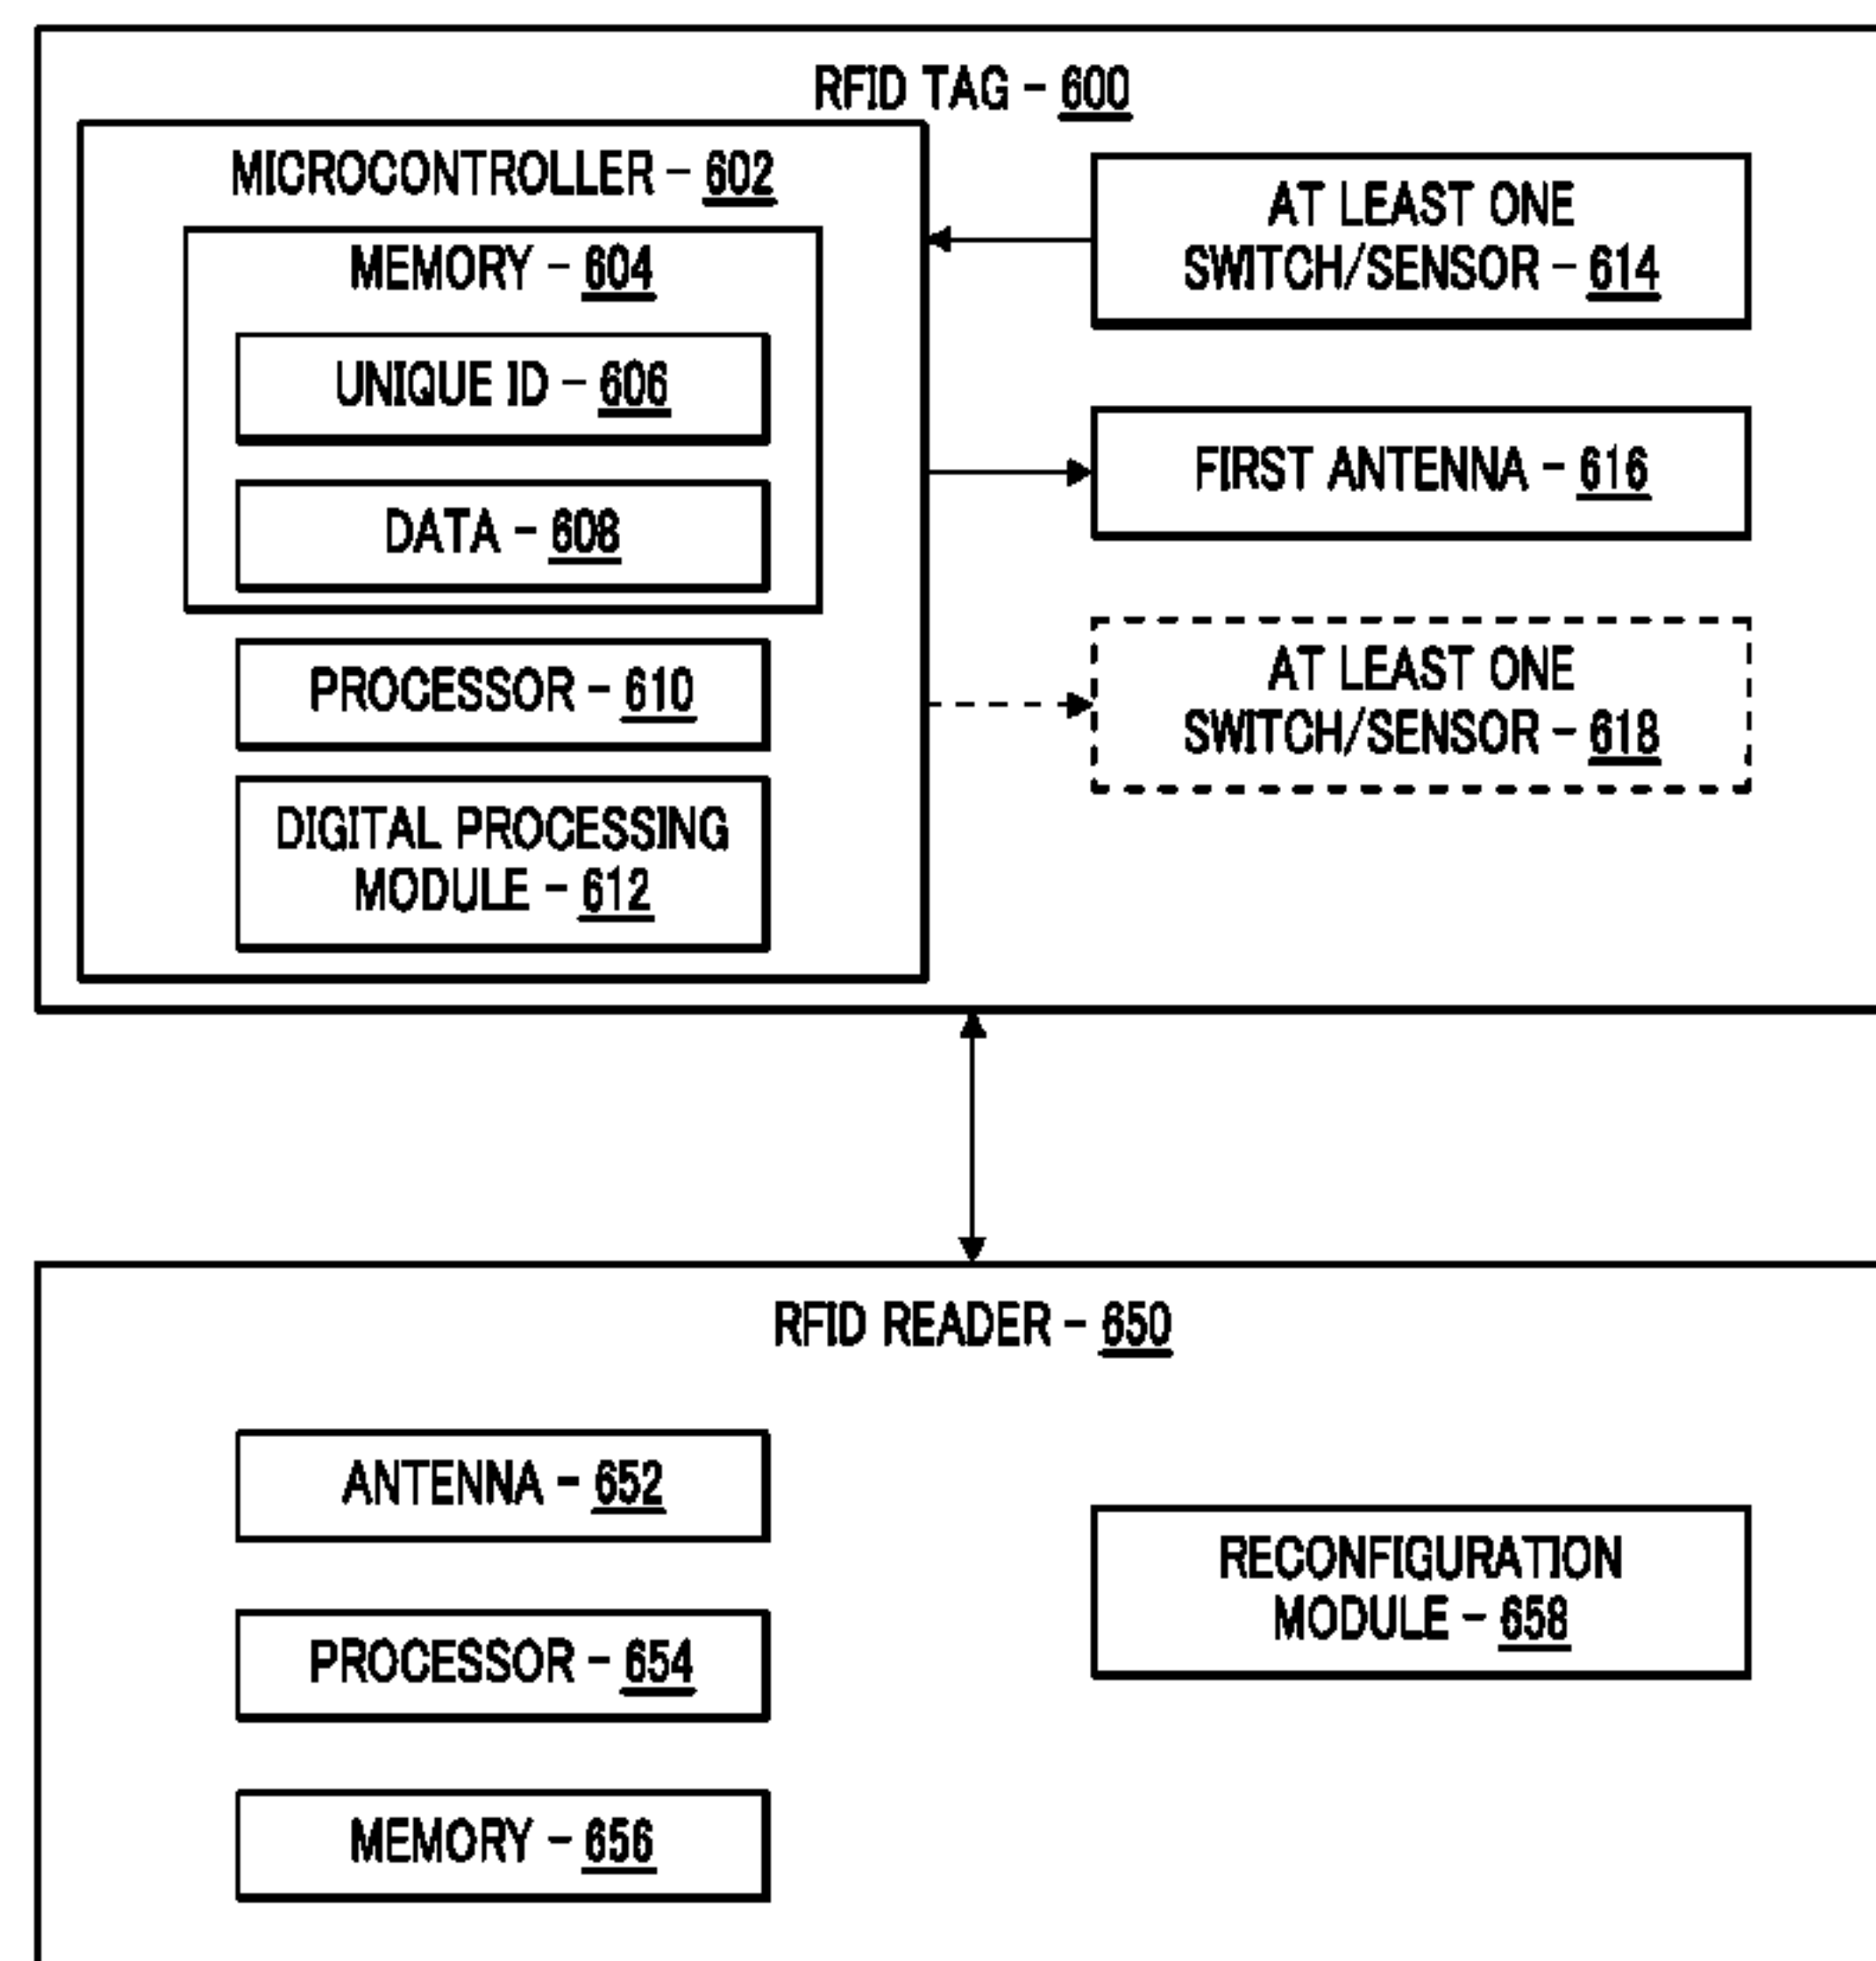 RFID TAG - 600
MICROCONTROLLER - 602
MEMORY - 604
UNIQUE ID - 606
DATA - 608
PROCESSOR - 610
DIGITAL PROCESSING
MODULE - 612
AT LEAST ONE
SWITCH/SENSOR - 614
FIRST ANTENNA - 616
AT LEAST ONE
SWITCH/SENSOR - 618
RFID READER - 650
ANTENNA - 652
PROCESSOR - 654
MEMORY - 656
RECONFIGURATION
MODULE - 658